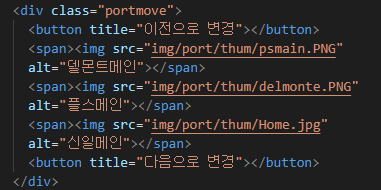 <div class="portmove">
<button title="이전으로 변경"></button>
<span><img src="img/port/thum/psmain.PNG"
alt="델몬트메인"></span>
<span><img src="img/port/thum/delmonte.PNG"
alt="플스메인"></span>
<span><img src="img/port/thum/Home.jpg"
alt="신일메인"></span>
<button title="다음으로 변경"></button>
</div>